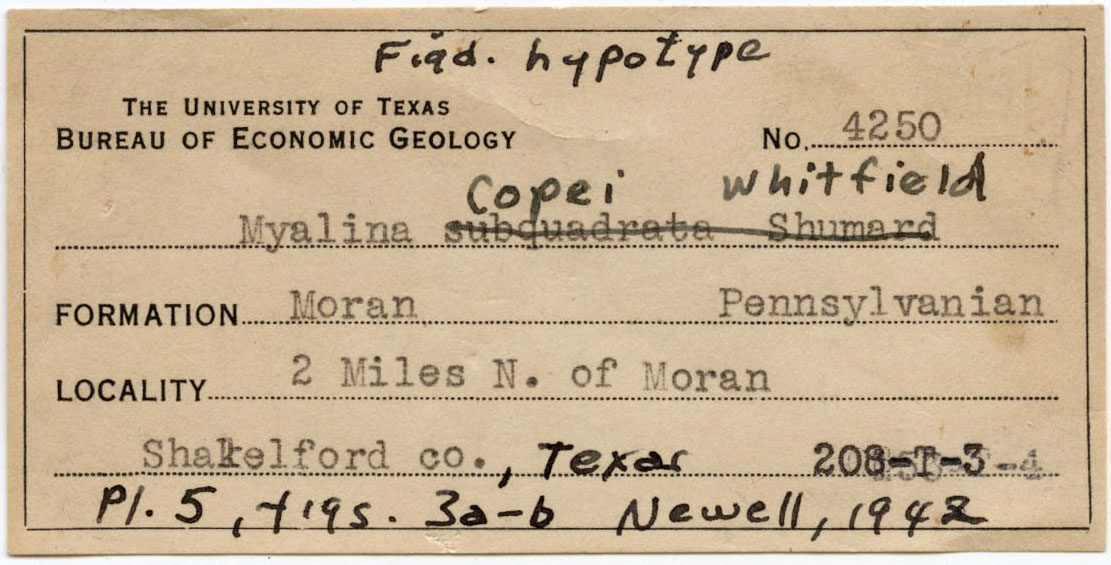 Figd. hypotype
THE UNIVERSITY OF TEXAS
BUREAU OF ECONOMIC GEOLOGY No. 4250
Copei Whitfield
Myalina subquadrata Shumard
FORMATION Moran Pennsylvanian
LOCALITY 2 Miles N. of Moran
Shakelford co., Texas 208-T-3
Pl. 5, figs. 3a-b Newell, 1942